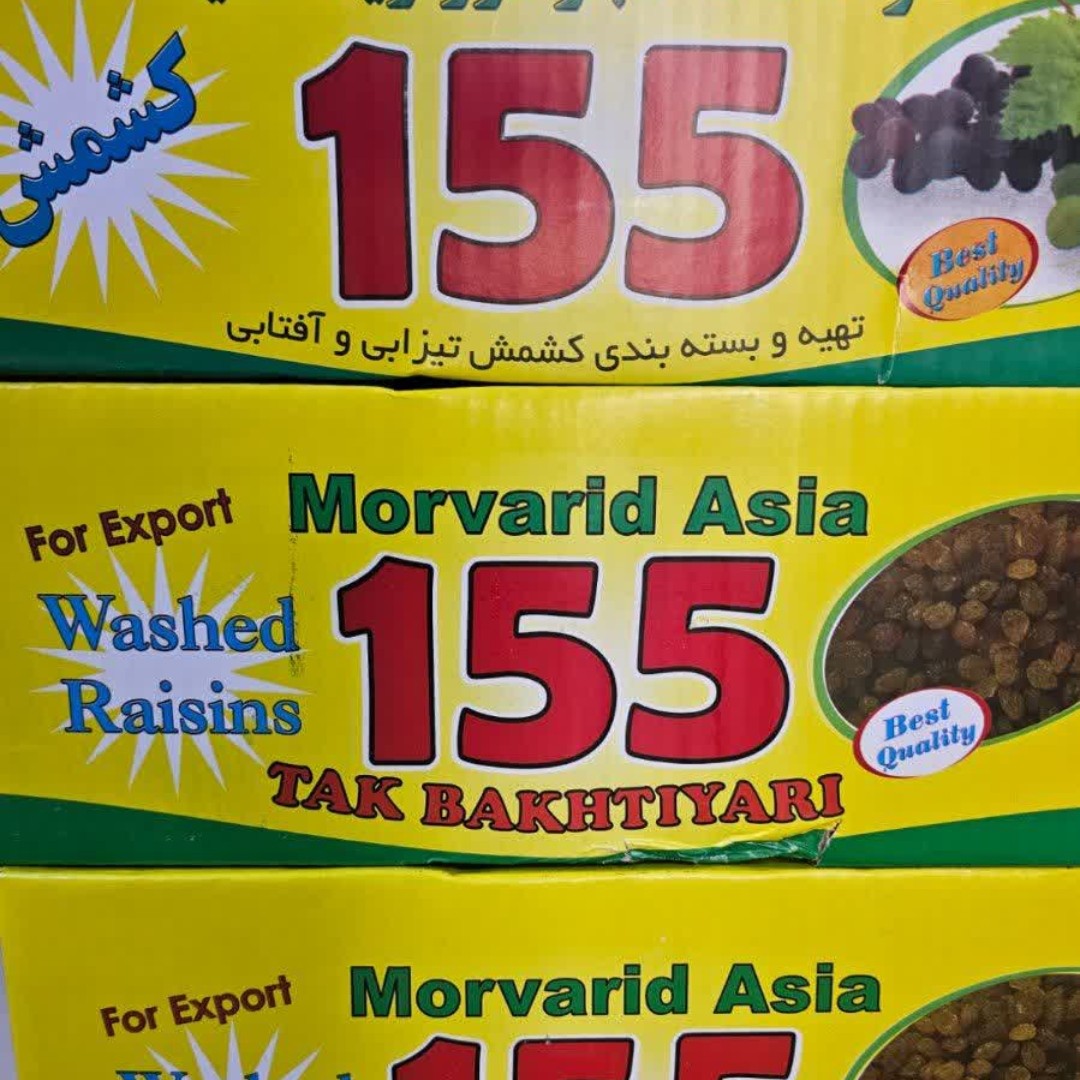 کشمش
155
Best
Quality
تهیه و بسته بندی کشمش تیزابی و آفتابی
For Export
Morvarid Asia
Washed
Raisins
155
Best
Quality
TAK BAKHTIYARI
For Export
Morvarid Asia
155